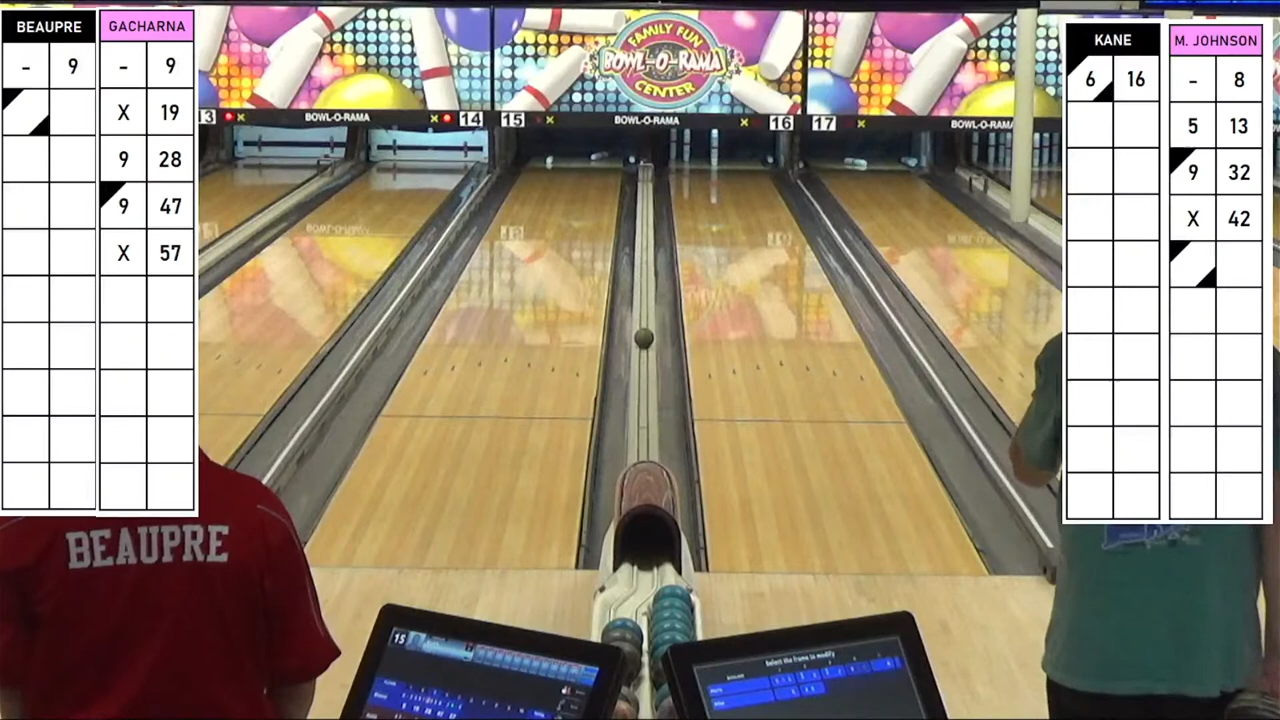 BEAUPRE
- 9
GACHARNA
- 9
X 19
9 28
9 47
X 57
FAMILY FUN
BOWL-O-RAMA
CENTER
KANE
6 16
M. JOHNSON
- 8
5 13
9 32
X 42
13 BOWL-O-RAMA 14
15 BOWL-O-RAMA 16
17 BOWL-O-RAMA
BEAUPRE
15
Select the frame to modify